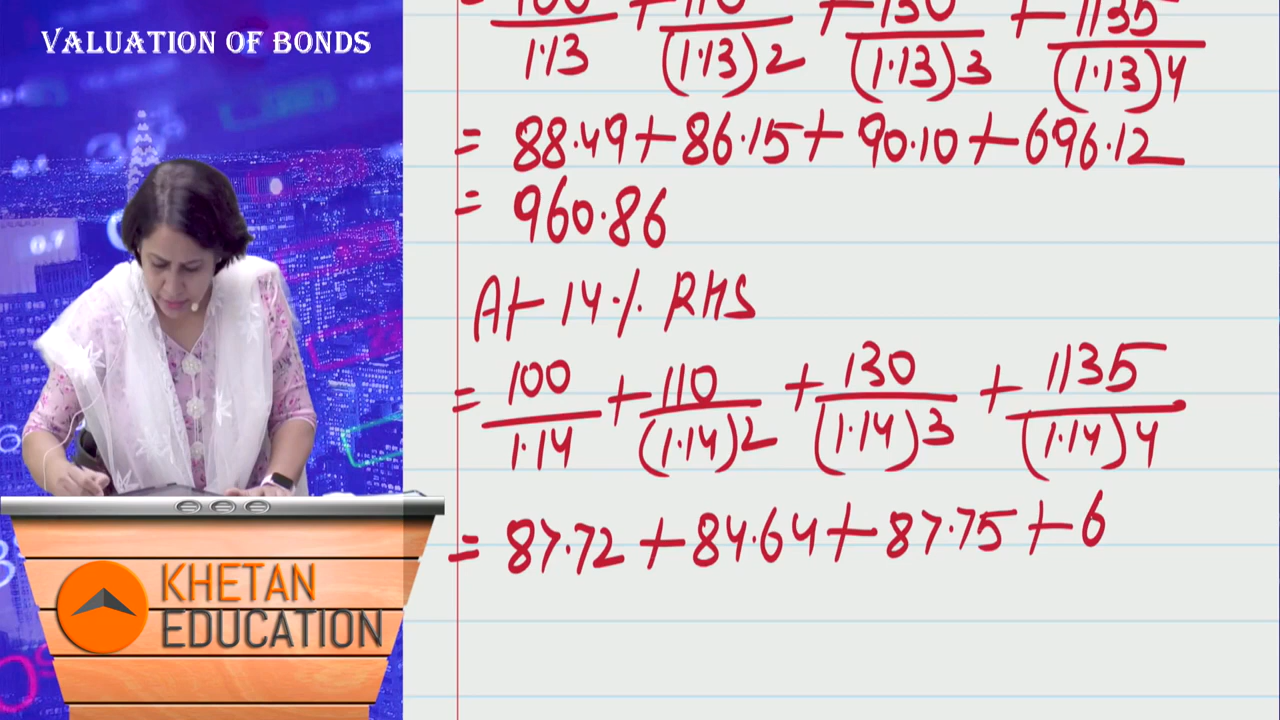 VALUATION OF BONDS
= 100/1.13 + 110/(1.13)2 + 130/(1.13)3 + 1135/(1.13)4
= 88.49 + 86.15 + 90.10 + 696.12
= 960.86
At 14% RHS
= 100/1.14 + 110/(1.14)2 + 130/(1.14)3 + 1135/(1.14)4
= 87.72 + 84.64 + 87.75 + 6
KHETAN
EDUCATION